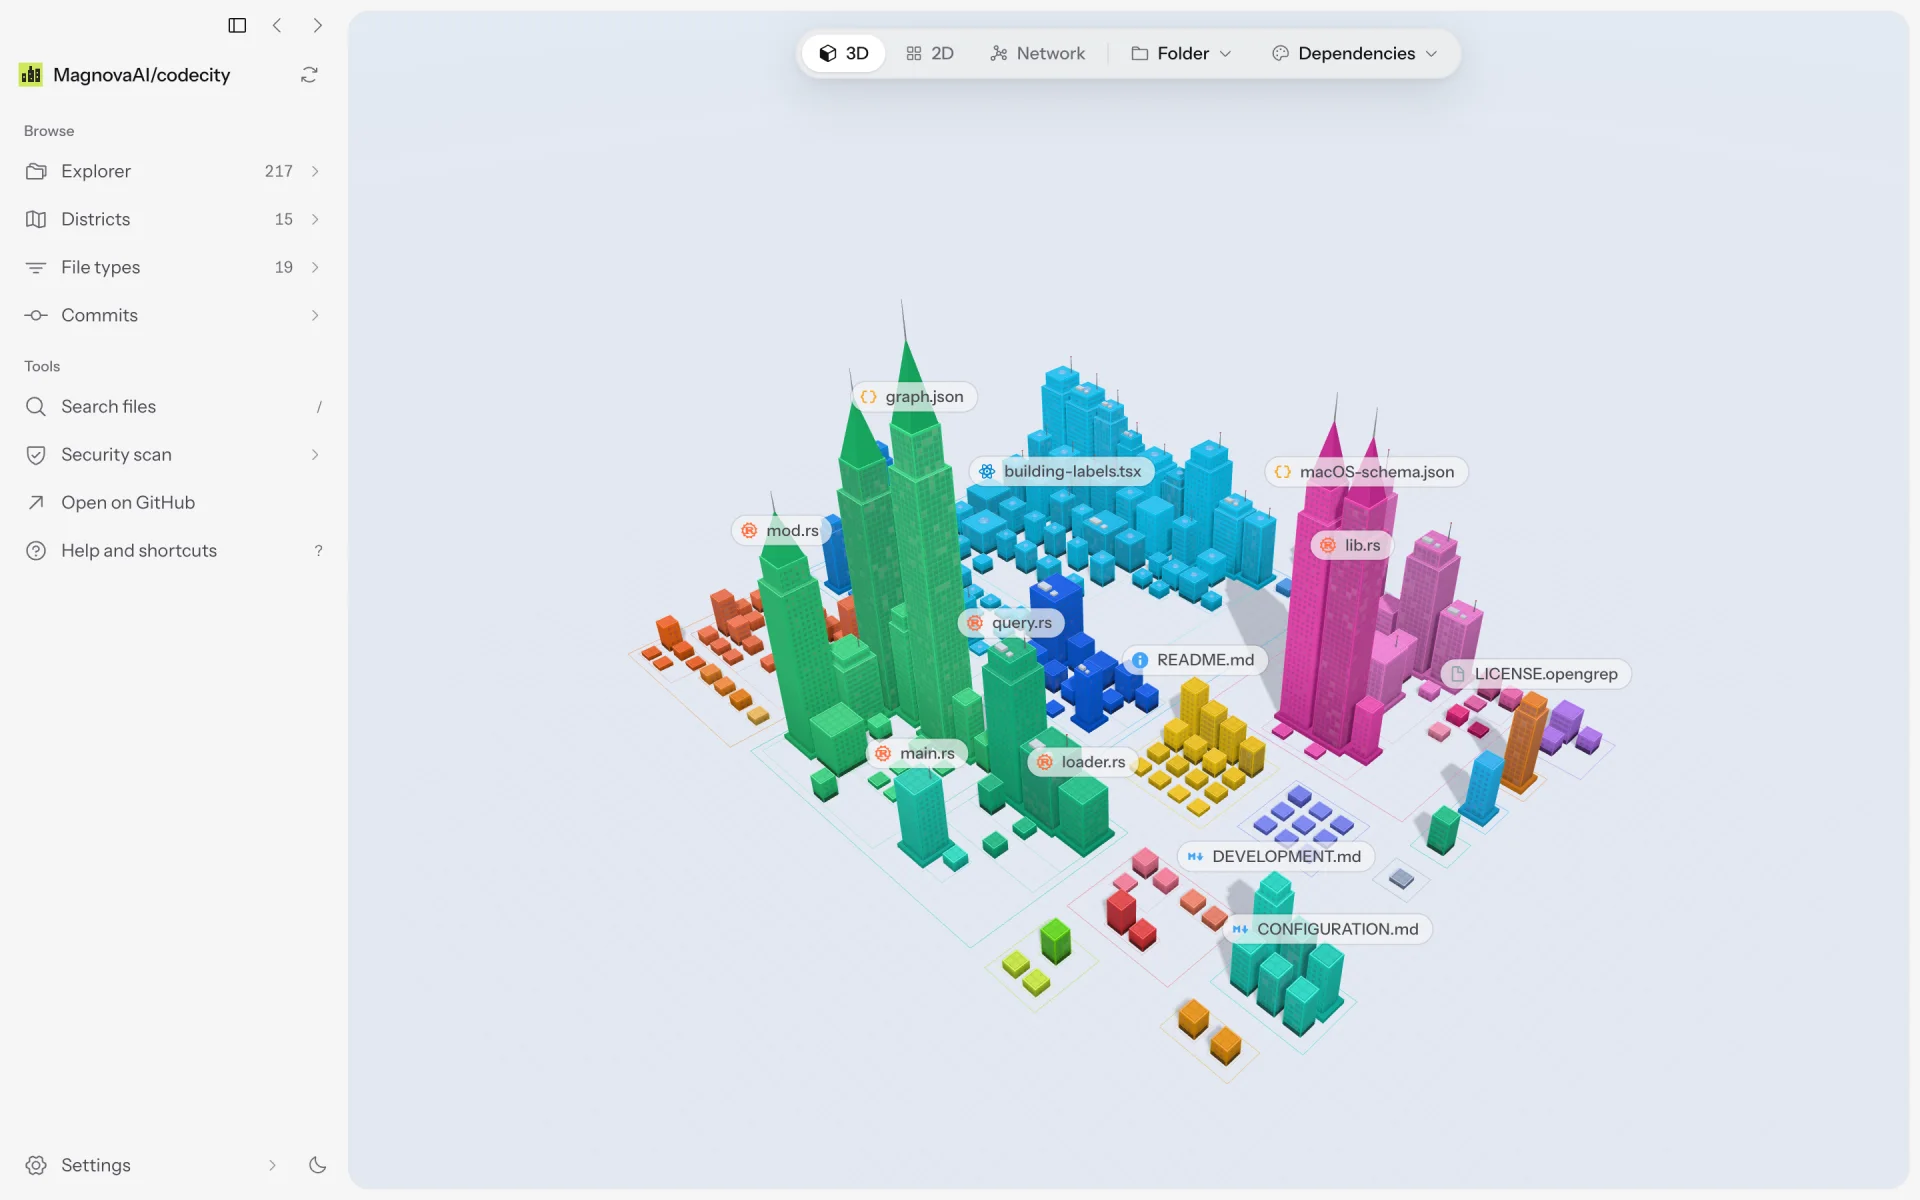 MagnovaAI/codecity
Browse
Explorer 217
Districts 15
File types 19
Commits
Tools
Search files /
Security scan
Open on GitHub
Help and shortcuts ?
Settings
3D 2D Network Folder Dependencies
graph.json
building-labels.tsx
macOS-schema.json
mod.rs
lib.rs
query.rs
README.md
LICENSE.opengrep
main.rs
loader.rs
DEVELOPMENT.md
CONFIGURATION.md